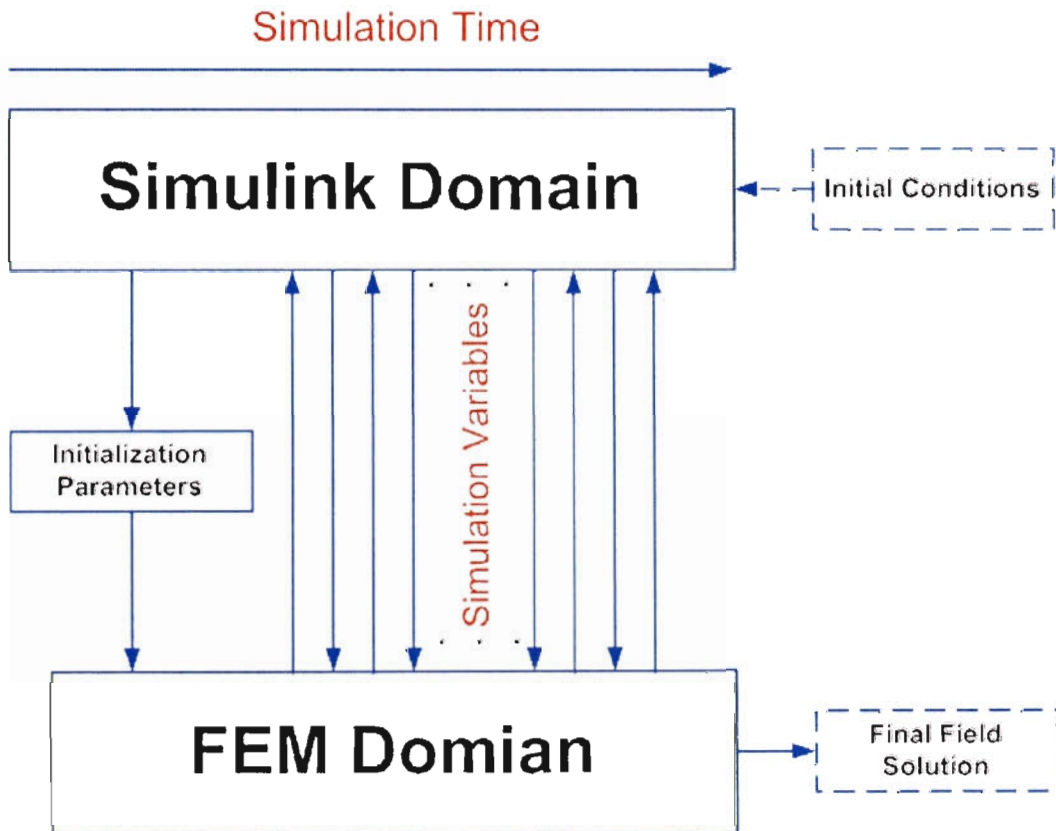 Simulation Time
Simulink Domain
Initial Conditions
Simulation Variables
Initialization
Parameters
FEM Domian
Final Field
Solution